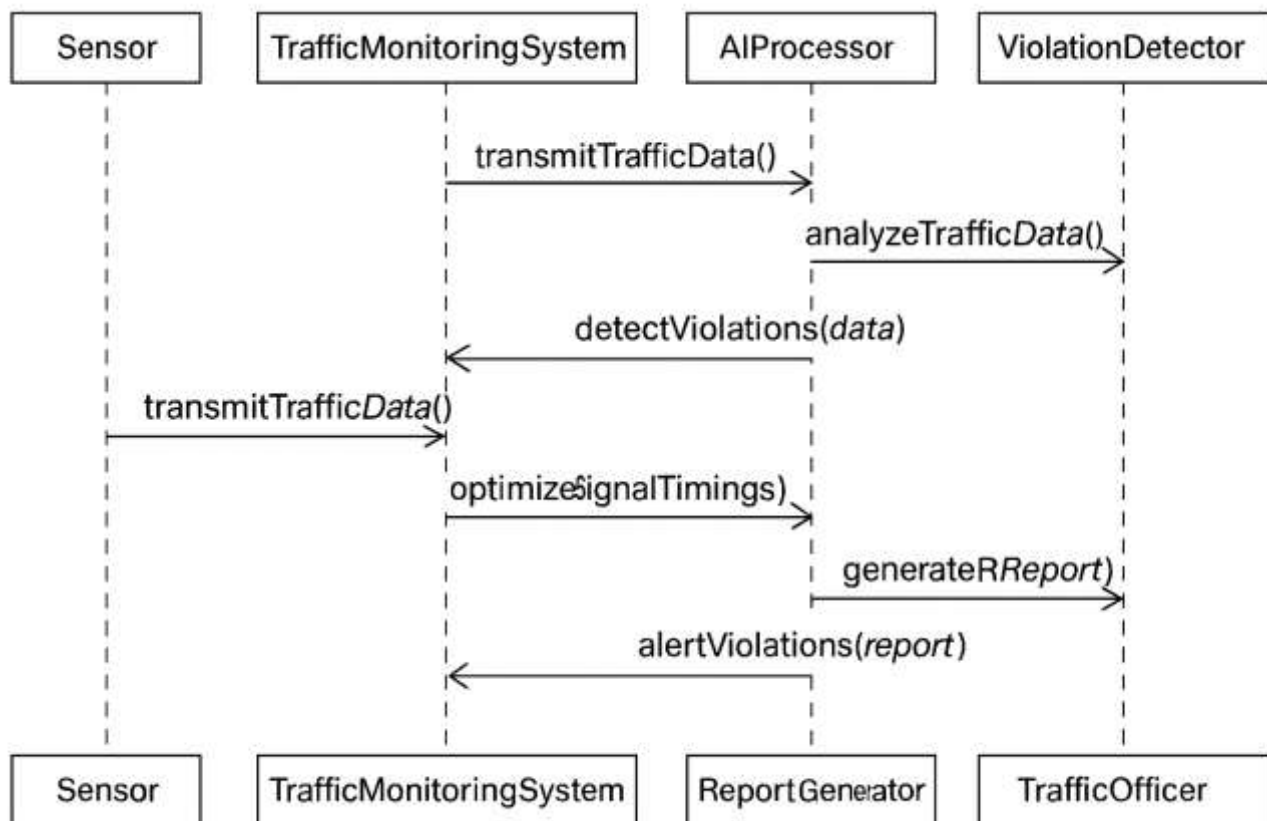 Sensor
TrafficMonitoringSystem
AIProcessor
ViolationDetector
transmitTrafficData()
analyzeTrafficData()
detectViolations(data)
transmitTrafficData()
optimizeSignalTimings)
generateRReport)
alertViolations(report)
Sensor
TrafficMonitoringSystem
ReportGenerator
TrafficOfficer